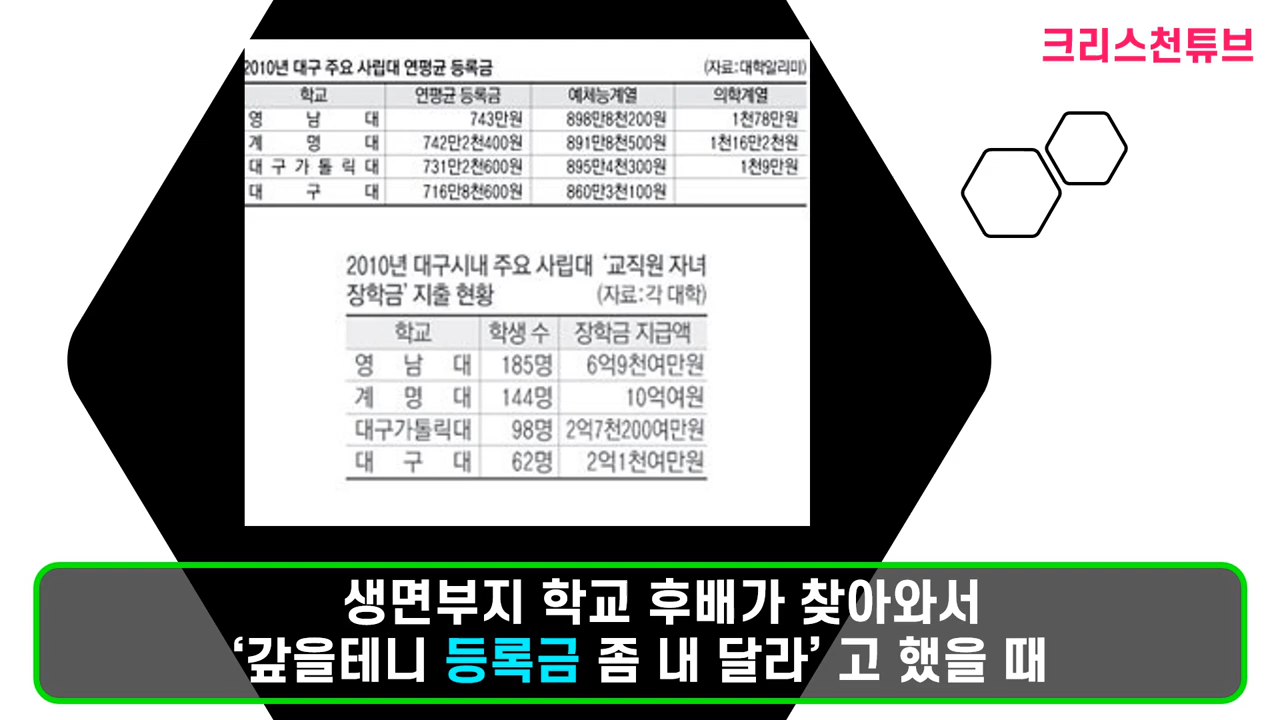 크리스천튜브
2010년 대구 주요 사립대 연평균 등록금 (자료:대학알리미)
학교 연평균 등록금 예체능계열 의학계열
영 남 대 743만원 898만8천200원 1천78만원
계 명 대 742만2천400원 891만8천500원 1천16만2천원
대 구 가 톨 릭 대 731만2천600원 895만4천300원 1천9만원
대 구 대 716만8천600원 860만3천100원
2010년 대구시내 주요 사립대 '교직원 자녀
장학금' 지출 현황 (자료:각 대학)
학교 학생 수 장학금 지급액
영 남 대 185명 6억9천여만원
계 명 대 144명 10억여원
대구가톨릭대 98명 2억7천200여만원
대 구 대 62명 2억1천여만원
생면부지 학교 후배가 찾아와서
‘갚을테니 등록금 좀 내 달라’ 고 했을 때